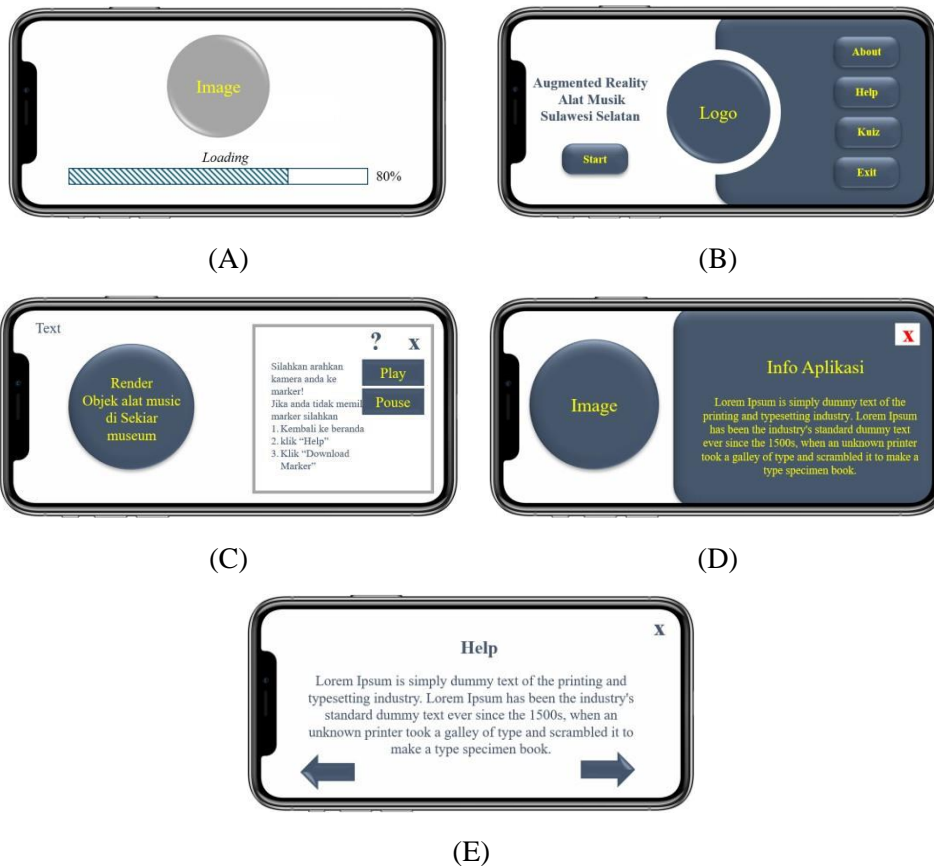 Image
Loading
80%
(A)
Augmented Reality
Alat Musik
Sulawesi Selatan
Start
Logo
About
Help
Kuiz
Exit
(B)
Text
Render
Objek alat music
di Sekiar
museum
? x
Silahkan arahkan
kamera anda ke
marker!
Jika anda tidak memil
marker silahkan
1. Kembali ke beranda
2. klik “Help”
3. Klik “Download
Marker”
Play
Pouse
(C)
Image
x
Info Aplikasi
Lorem Ipsum is simply dummy text of the
printing and typesetting industry. Lorem Ipsum
has been the industry's standard dummy text
ever since the 1500s, when an unknown printer
took a galley of type and scrambled it to make a
type specimen book.
(D)
x
Help
Lorem Ipsum is simply dummy text of the printing and
typesetting industry. Lorem Ipsum has been the industry's
standard dummy text ever since the 1500s, when an
unknown printer took a galley of type and scrambled it to
make a type specimen book.
(E)